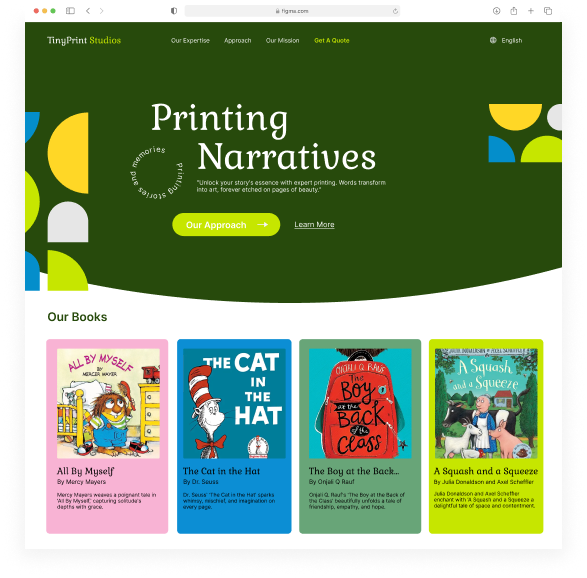 figma.com
TinyPrint Studios
Our Expertise
Approach
Our Mission
Get A Quote
English
Printing
Narratives
printing stories and memories
"Unlock your story's essence with expert printing. Words transform
into art, forever etched on pages of beauty."
Our Approach
Learn More
Our Books
ALL BY MYSELF
BY
MERCER MAYER
All By Myself
By Mercy Mayers
Mercy Mayers weaves a poignant tale in
'All By Myself,' capturing solitude's
depths with grace.
THE CAT
IN
THE
HAT
The Cat in the Hat
By Dr. Seuss
Dr. Seuss' 'The Cat in the Hat' sparks
whimsy, mischief, and imagination on
every page.
ONJALI Q. RAUF
The
Boy
at the
Back
of the
Class
The Boy at the Back...
By Onjali Q Rauf
Onjali Q. Rauf's 'The Boy at the Back of
the Class' beautifully unfolds a tale of
friendship, empathy, and hope.
JULIA DONALDSON and AXEL SCHEFFLER
A Squash
and a Squeeze
A Squash and a Squeeze
By Julia Donaldson and Axel Scheffler
Julia Donaldson and Axel Scheffler
enchant with 'A Squash and a Squeeze a
delightful tale of space and contentment.